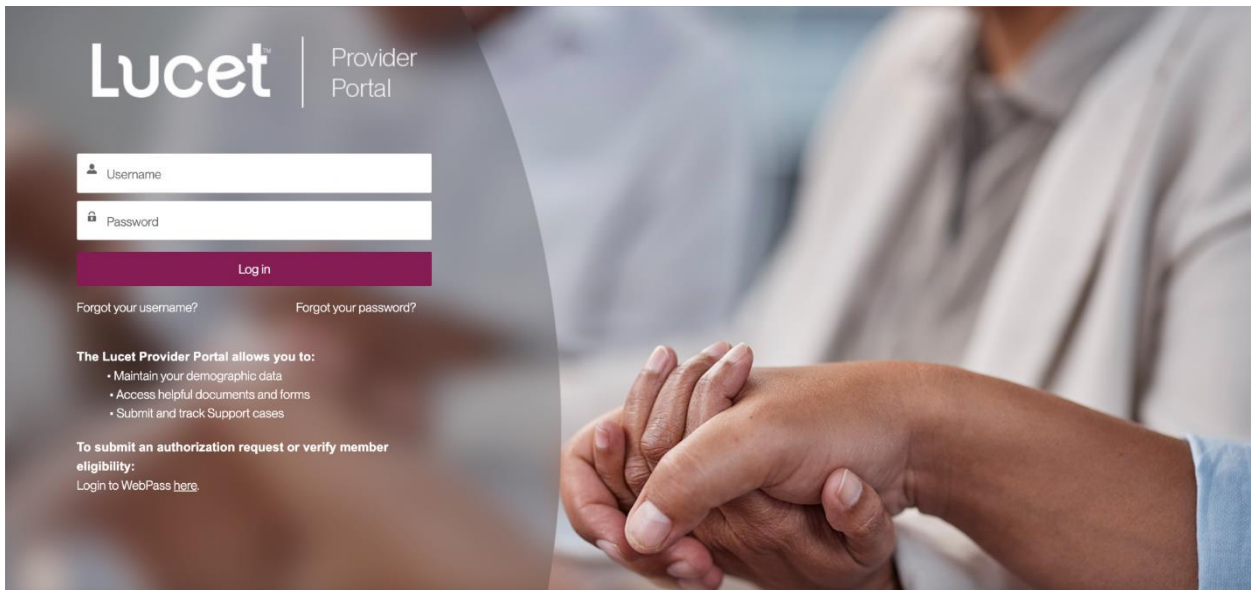 Lucet™
Provider
Portal
Username
Password
Log in
Forgot your username? Forgot your password?
The Lucet Provider Portal allows you to:
• Maintain your demographic data
• Access helpful documents and forms
• Submit and track Support cases
To submit an authorization request or verify member
eligibility:
Login to WebPass here.